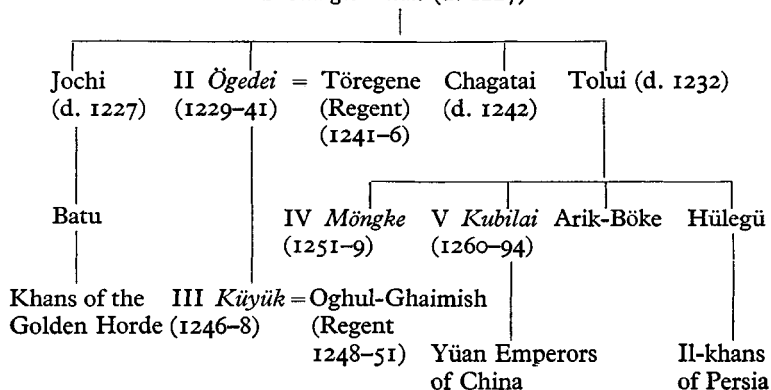 Jochi II Ögedei = Töregene Chagatai Tolui (d. 1232)
(d. 1227) (1229–41) (Regent) (d. 1242)
(1241–6)
Batu IV Möngke V Kubilai Arik-Böke Hülegü
(1251–9) (1260–94)
Khans of the III Küyük = Oghul-Ghaimish
Golden Horde (1246–8) (Regent
1248–51) Yüan Emperors Il-khans
of China of Persia